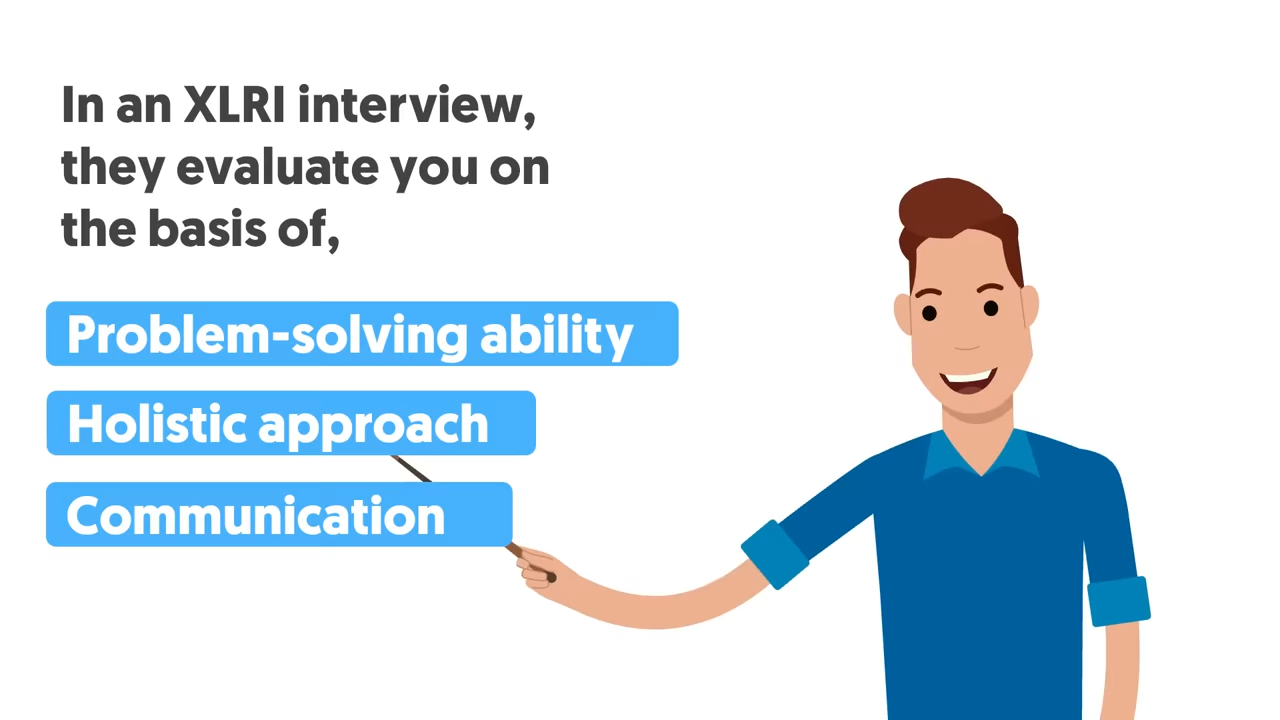 In an XLRI interview,
they evaluate you on
the basis of,
Problem-solving ability
Holistic approach
Communication